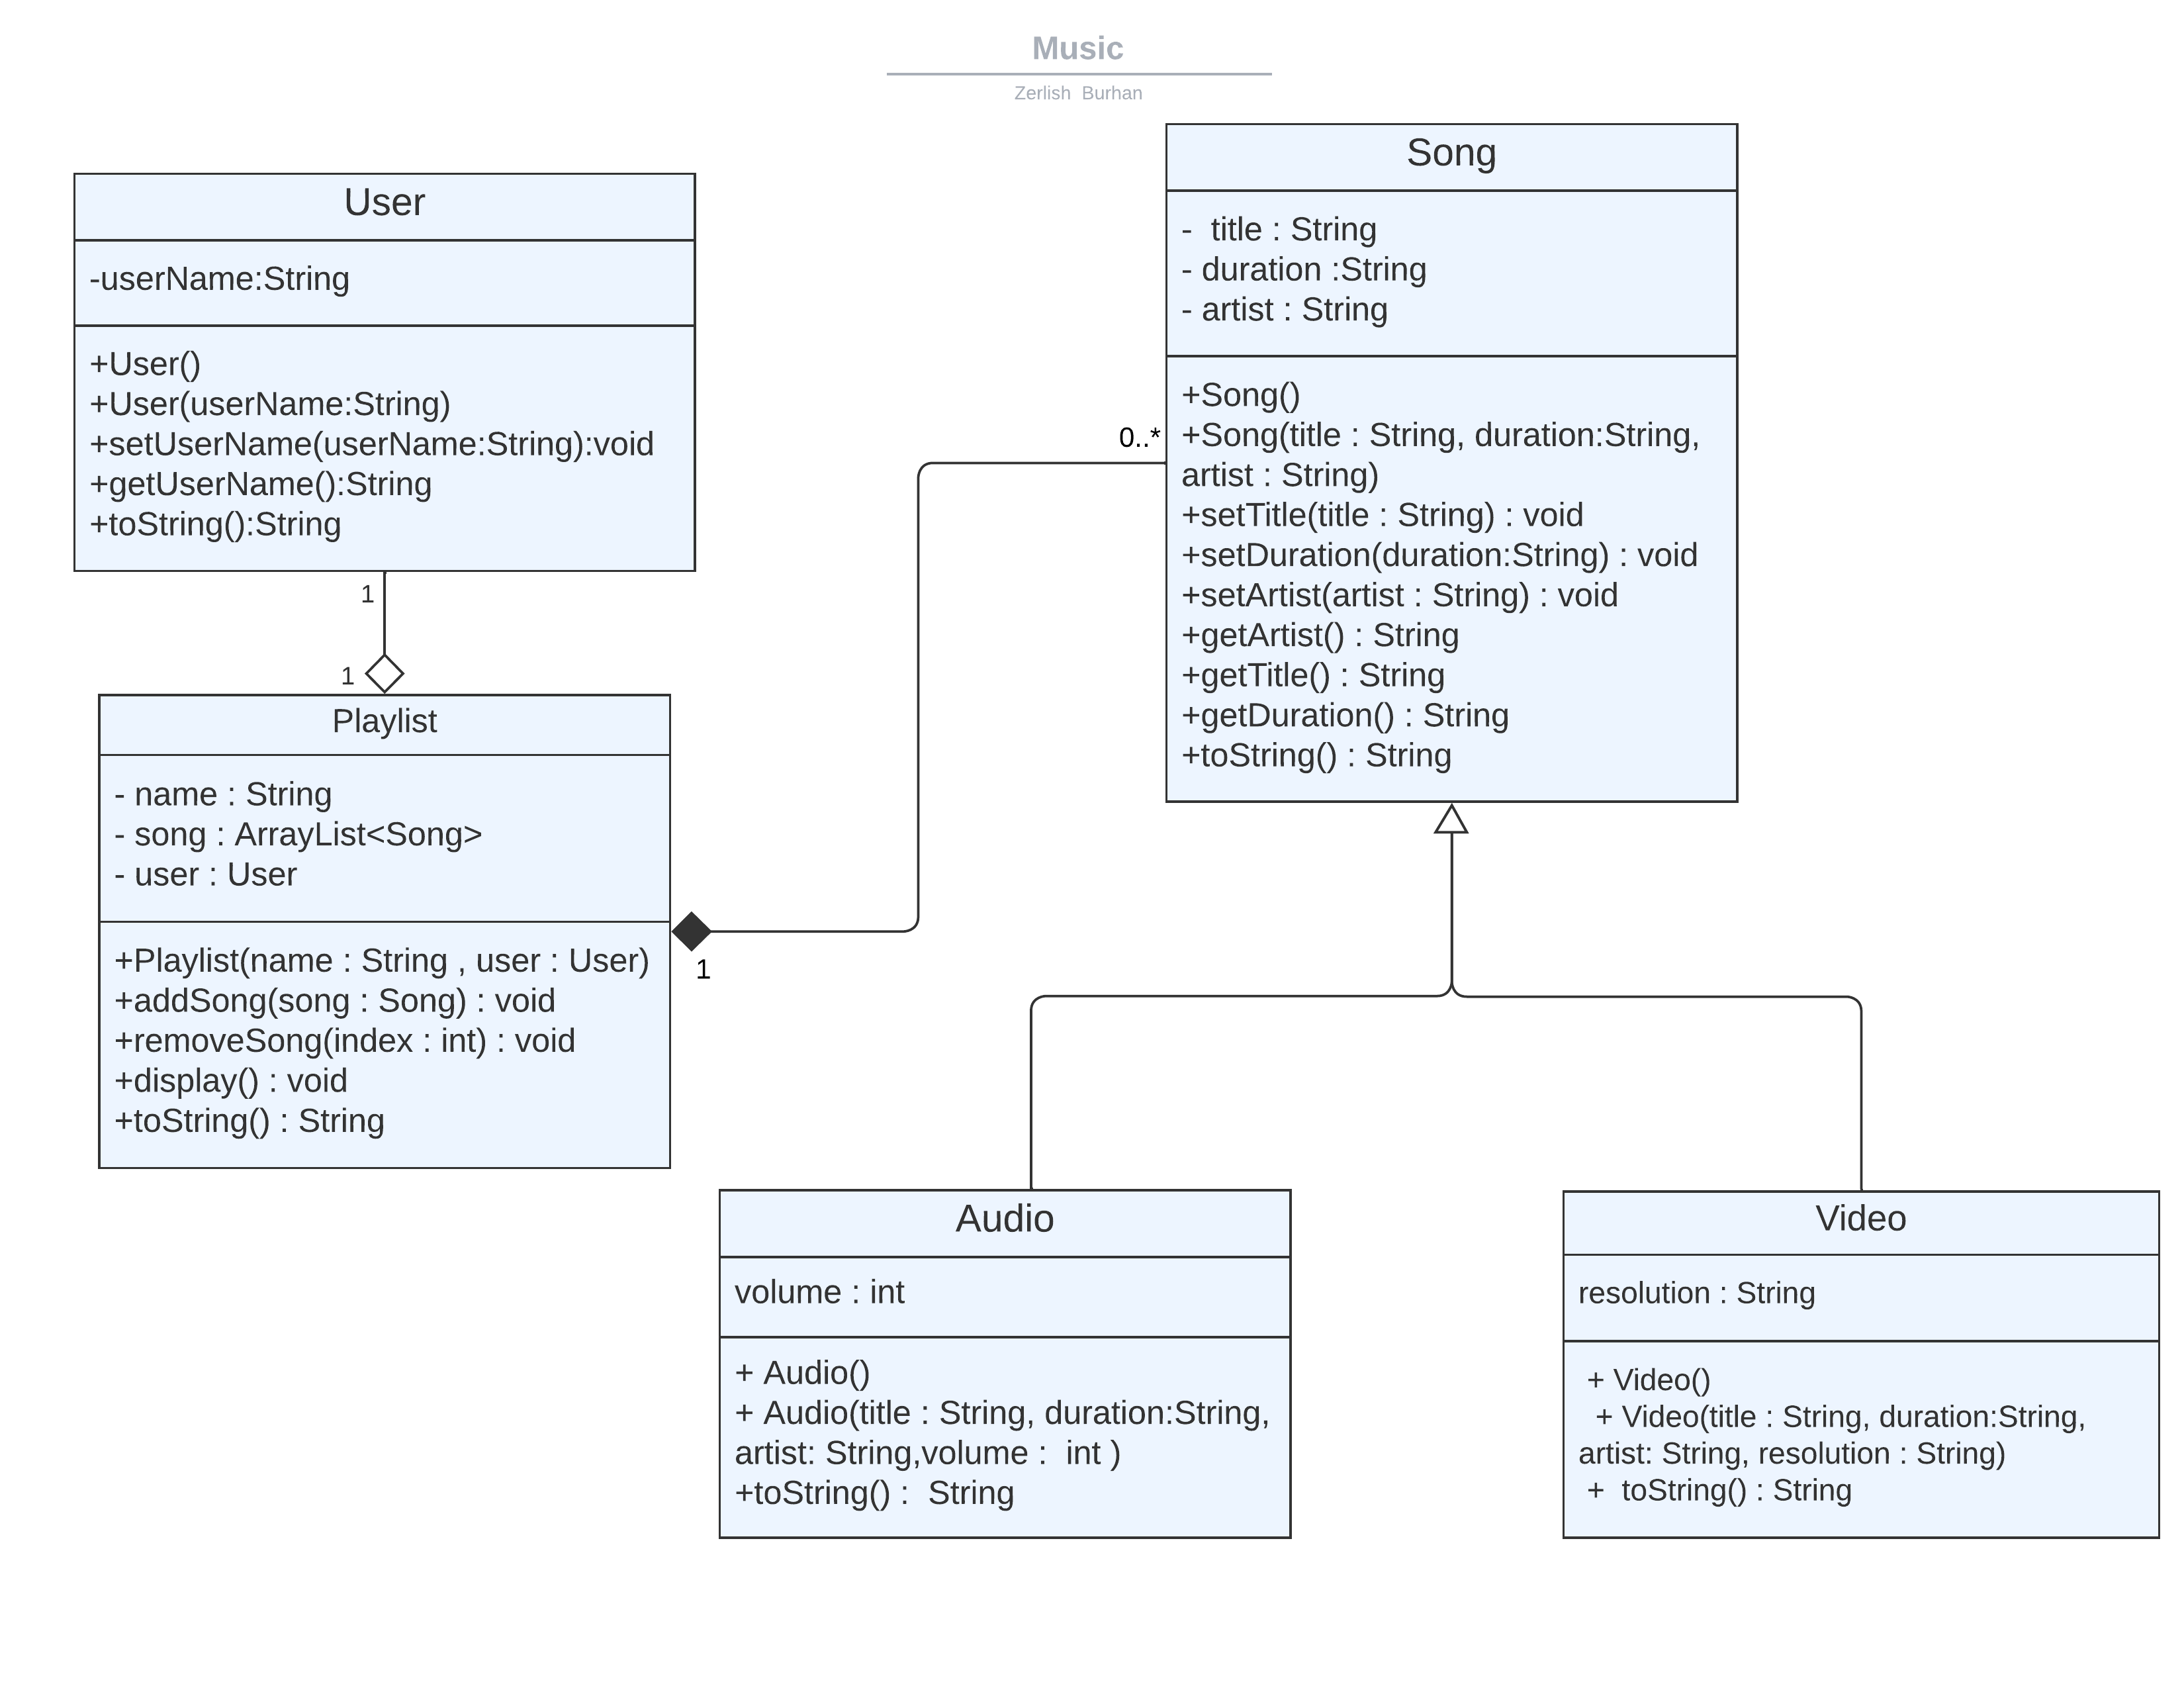 Music
Zerlish  Burhan
User
-userName:String
+User()
+User(userName:String)
+setUserName(userName:String):void
+getUserName():String
+toString():String
1
1
Playlist
- name : String
- song : ArrayList<Song>
- user : User
+Playlist(name : String , user : User)
+addSong(song : Song) : void
+removeSong(index : int) : void
+display() : void
+toString() : String
1
0..*
Song
-  title : String
- duration :String
- artist : String
+Song()
+Song(title : String, duration:String,
artist : String)
+setTitle(title : String) : void
+setDuration(duration:String) : void
+setArtist(artist : String) : void
+getArtist() : String
+getTitle() : String
+getDuration() : String
+toString() : String
Audio
volume : int
+ Audio()
+ Audio(title : String, duration:String,
artist: String,volume :  int )
+toString() :  String
Video
resolution : String
+ Video()
+ Video(title : String, duration:String,
artist: String, resolution : String)
+  toString() : String